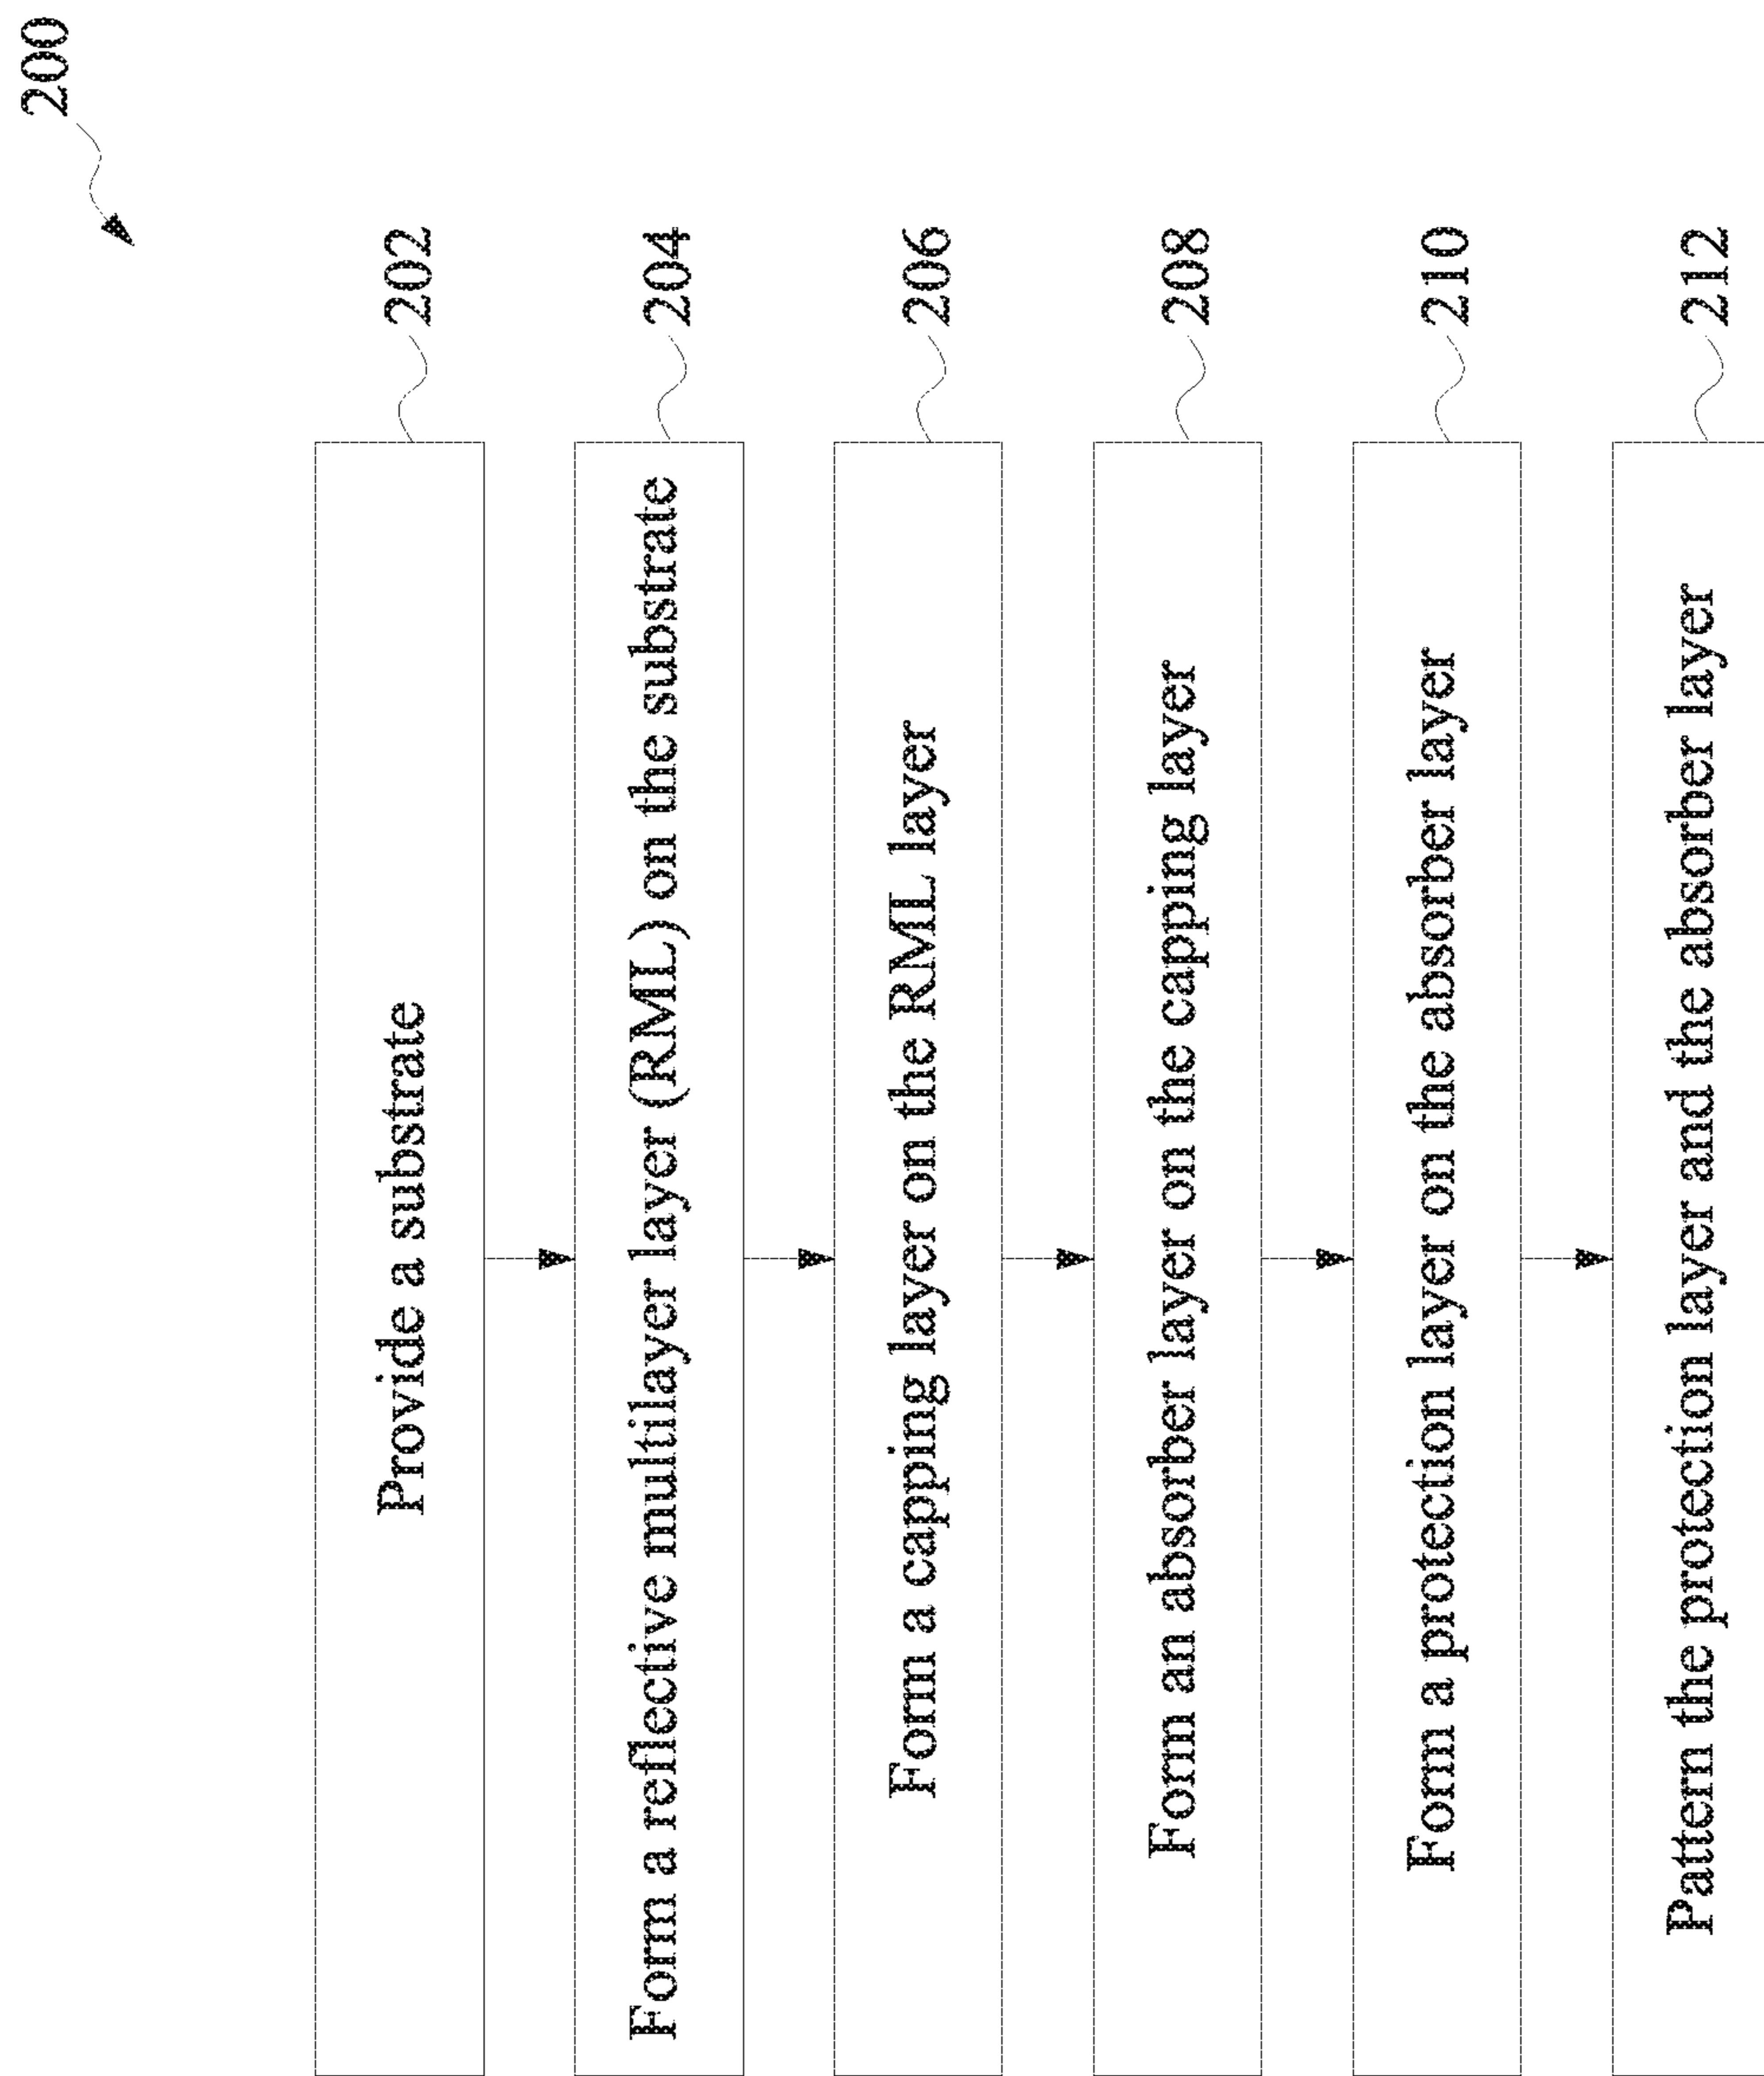 200
Provide a substrate
202
Form a reflective multilayer layer (RML) on the substrate
204
Form a capping layer on the RML layer
206
Form an absorber layer on the capping layer
208
Form a protection layer on the absorber layer
210
Pattern the protection layer and the absorber layer
212